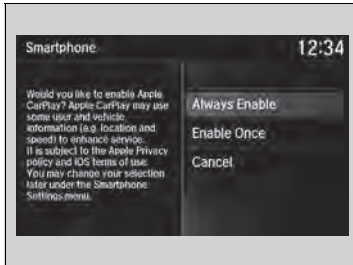 Smartphone
12:34
Would you like to enable Apple
CarPlay? Apple CarPlay may use
some user and vehicle
information (e.g. location and
speed) to enhance service.
It is subject to the Apple Privacy
policy and iOS terms of use.
You may change your selection
later under the Smartphone
Settings menu.
Always Enable
Enable Once
Cancel